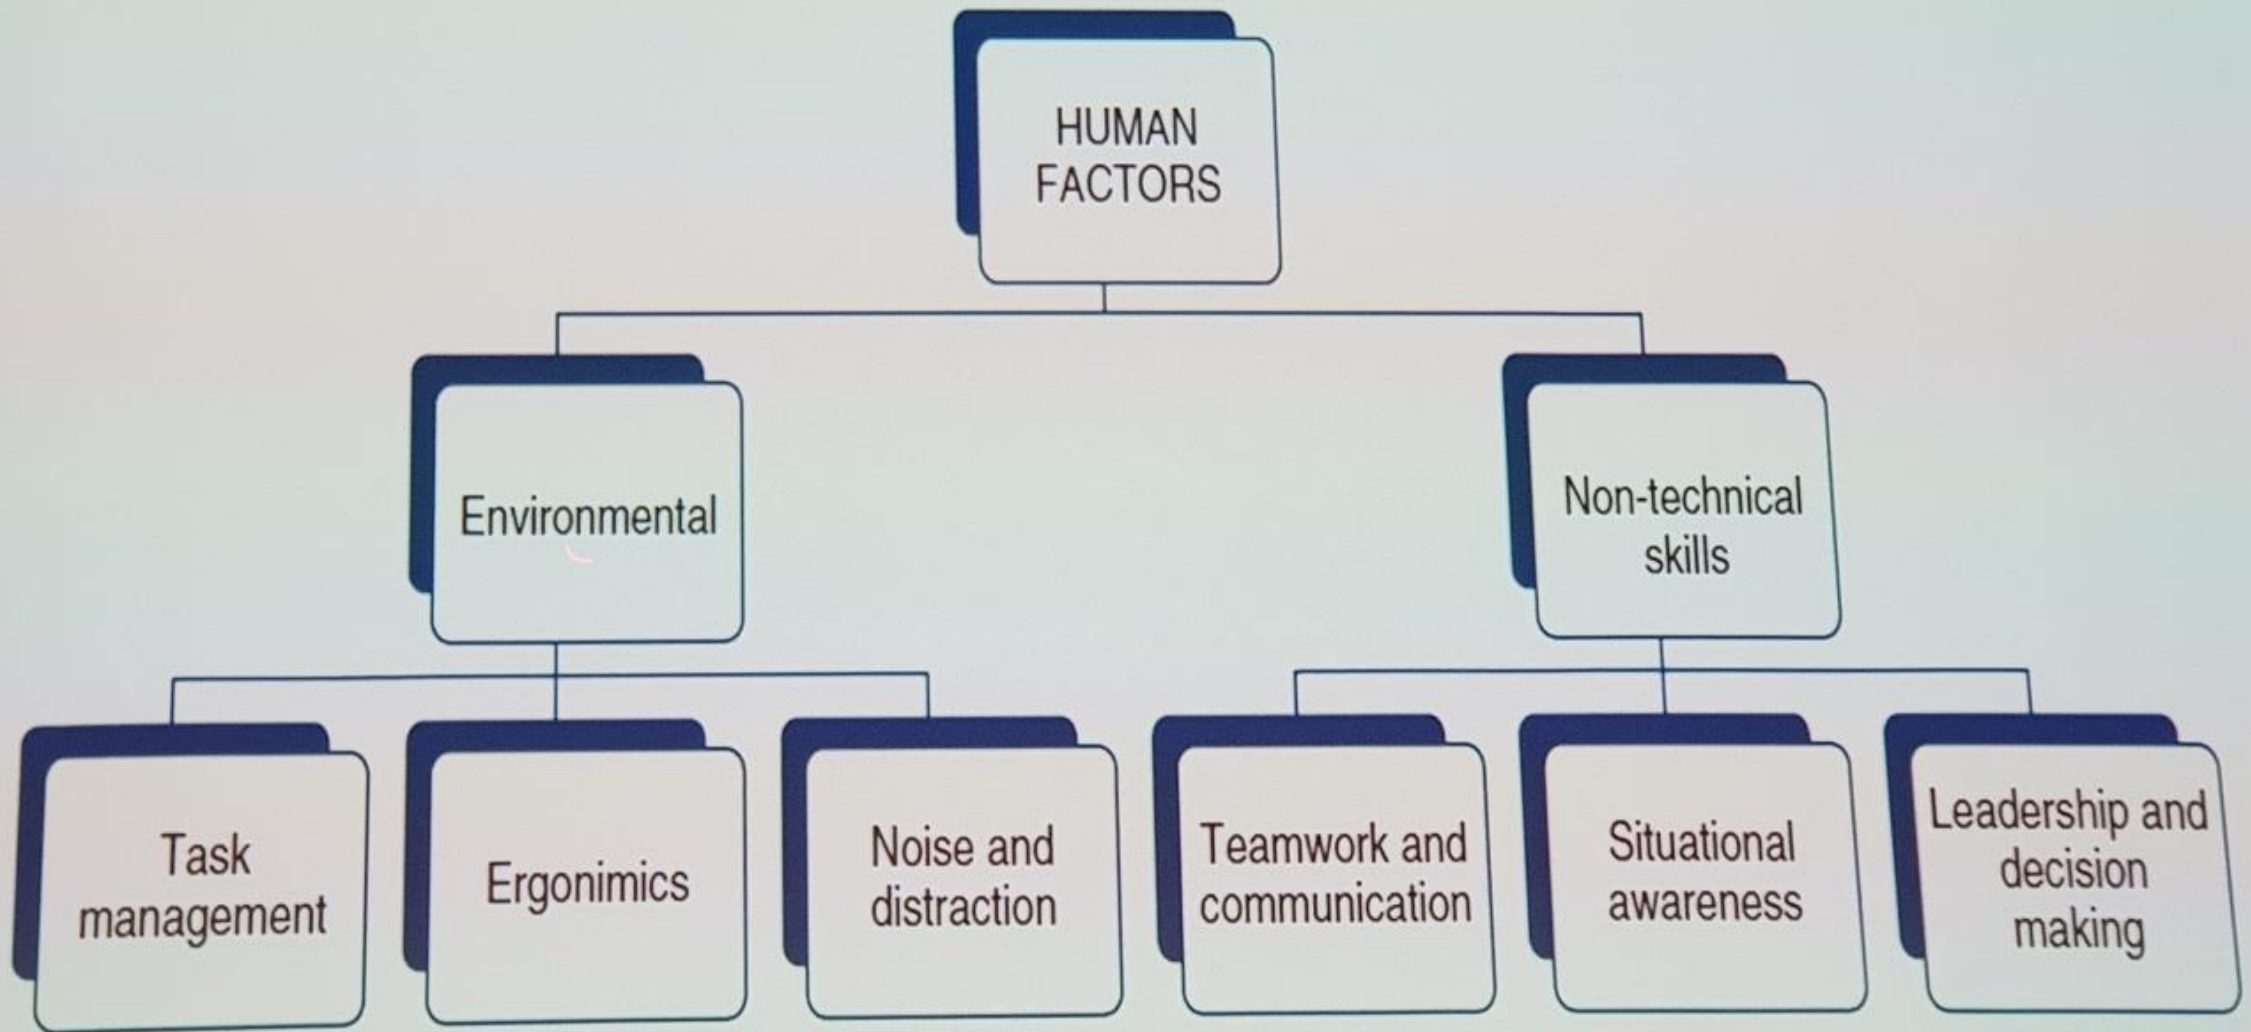 HUMAN
FACTORS
Environmental
Non-technical
skills
Task
management
Ergonimics
Noise and
distraction
Teamwork and
communication
Situational
awareness
Leadership and
decision
making